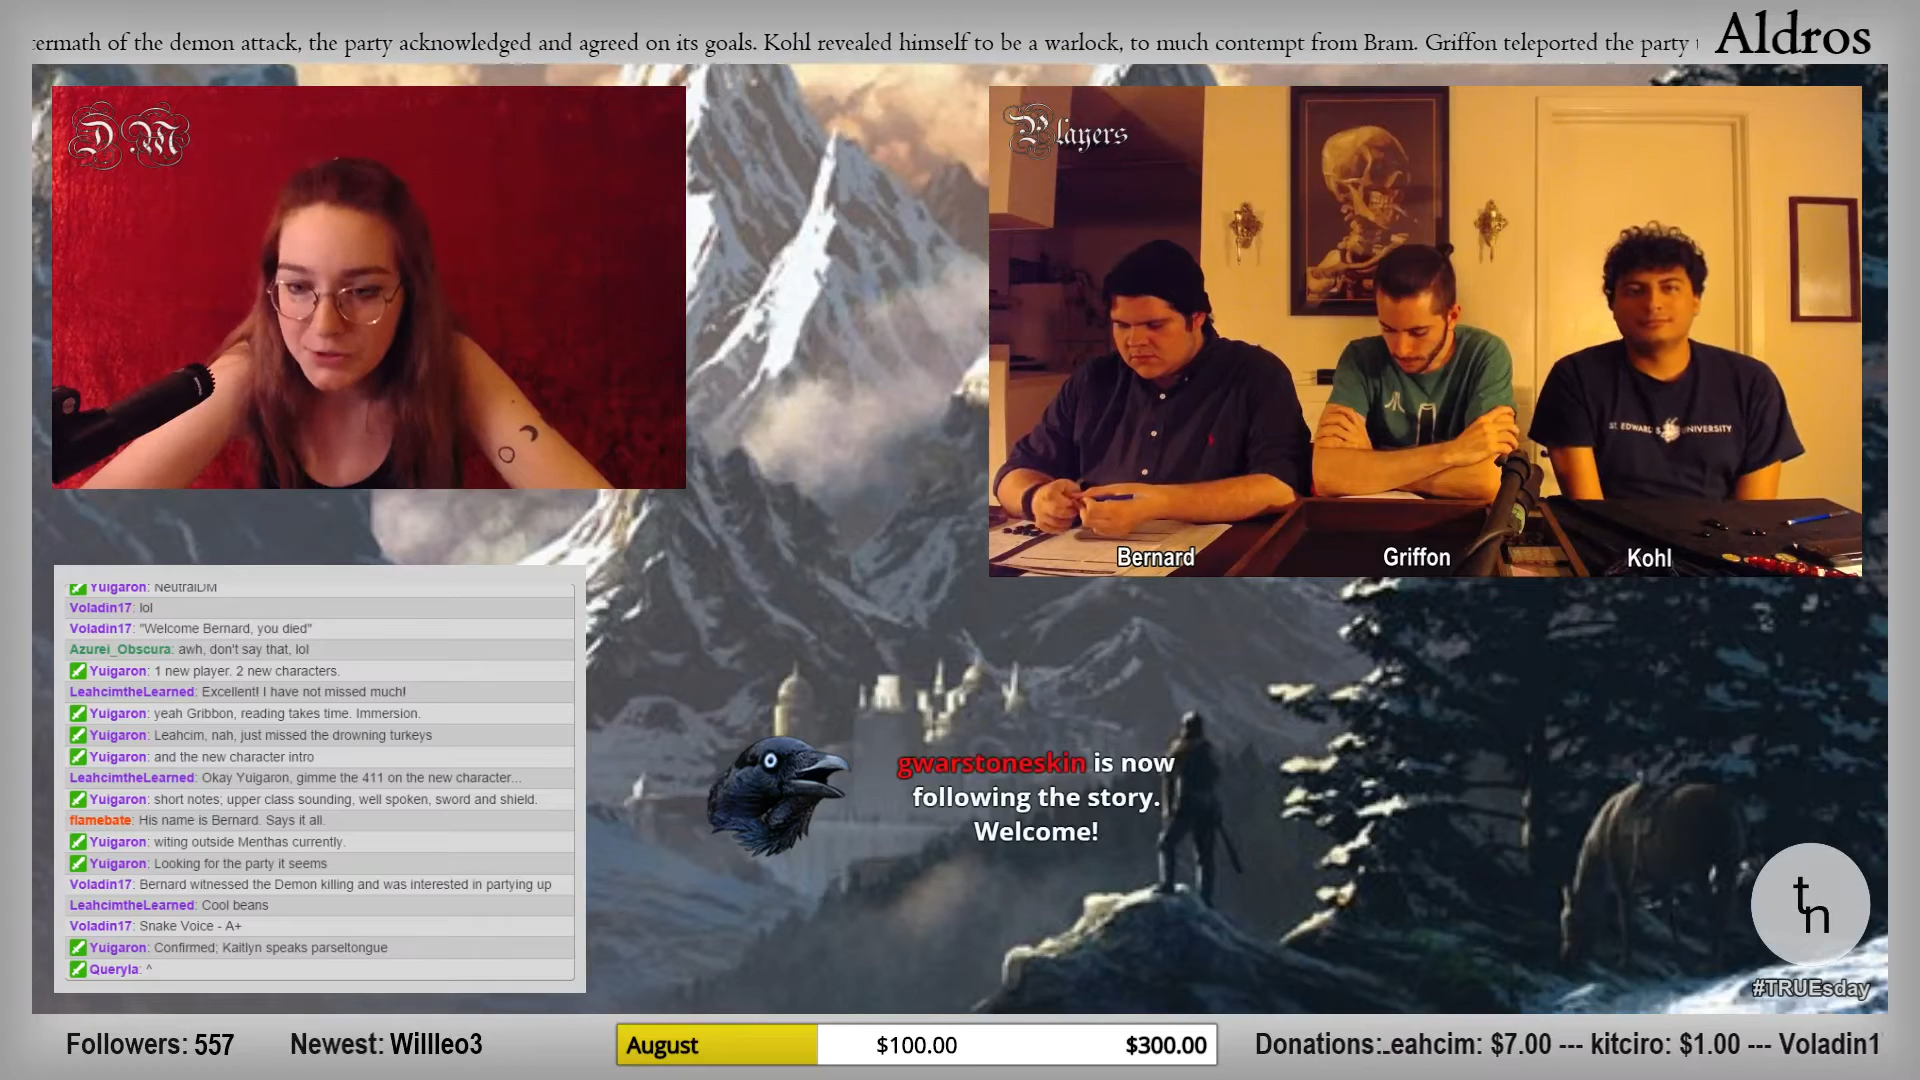 termath of the demon attack, the party acknowledged and agreed on its goals. Kohl revealed himself to be a warlock, to much contempt from Bram. Griffon teleported the party
Aldros
DM
Players
ST. EDWARD'S UNIVERSITY
Bernard
Griffon
Kohl
Yuigaron: NeutralDM
Voladin17: lol
Voladin17: "Welcome Bernard, you died"
Azurei_Obscura: awh, don't say that, lol
Yuigaron: 1 new player. 2 new characters.
LeahcimtheLearned: Excellent! I have not missed much!
Yuigaron: yeah Gribbon, reading takes time. Immersion.
Yuigaron: Leahcim, nah, just missed the drowning turkeys
Yuigaron: and the new character intro
LeahcimtheLearned: Okay Yuigaron, gimme the 411 on the new character...
Yuigaron: short notes; upper class sounding, well spoken, sword and shield.
flamebate: His name is Bernard. Says it all.
Yuigaron: witing outside Menthas currently.
Yuigaron: Looking for the party it seems
Voladin17: Bernard witnessed the Demon killing and was interested in partying up
LeahcimtheLearned: Cool beans
Voladin17: Snake Voice - A+
Yuigaron: Confirmed; Kaitlyn speaks parseltongue
Queryla: ^
gwarstoneskin is now
following the story.
Welcome!
tn
#TRUEsday
Followers: 557
Newest: Willleo3
August $100.00 $300.00
Donations: eahcim: $7.00 --- kitciro: $1.00 --- Voladin1